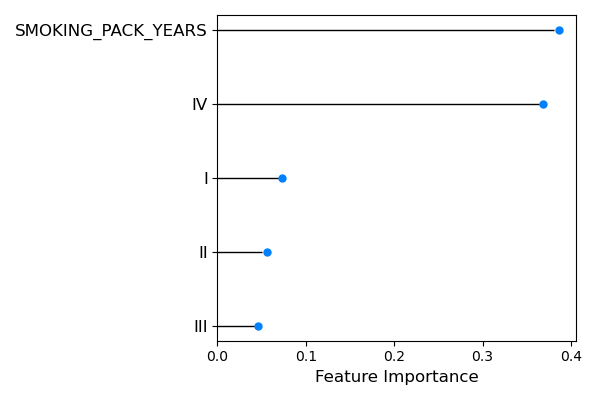 SMOKING_PACK_YEARS
IV
I
II
III
0.0 0.1 0.2 0.3 0.4
Feature Importance